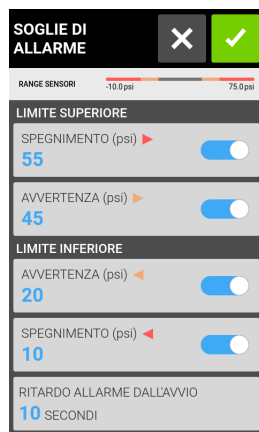 SOGLIE DI
ALLARME
RANGE SENSORI
-10.0 psi
75.0 psi
LIMITE SUPERIORE
SPEGNIMENTO (psi)
55
AVVERTENZA (psi)
45
LIMITE INFERIORE
AVVERTENZA (psi)
20
SPEGNIMENTO (psi)
10
RITARDO ALLARME DALL'AVVIO
10 SECONDI